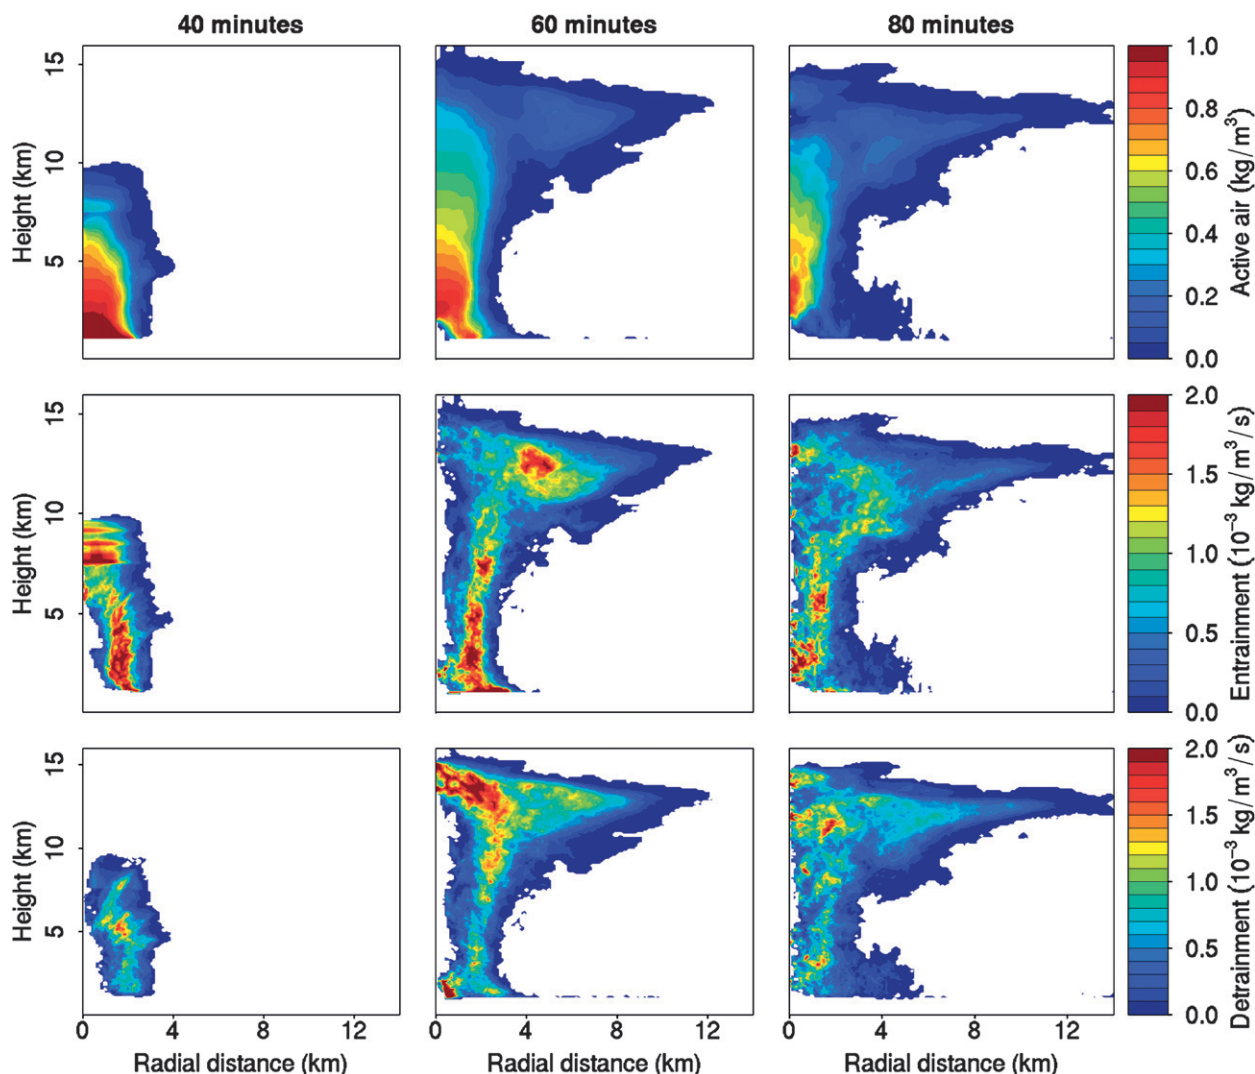 40 minutes 60 minutes 80 minutes
15
10
5
Height (km)
1.0
0.8
0.6
0.4
0.2
0.0
Active air (kg/m³)
15
10
5
Height (km)
2.0
1.5
1.0
0.5
0.0
Entrainment (10⁻³ kg/m³/s)
15
10
5
Height (km)
2.0
1.5
1.0
0.5
0.0
Detrainment (10⁻³ kg/m³/s)
0 4 8 12 0 4 8 12 0 4 8 12
Radial distance (km) Radial distance (km) Radial distance (km)